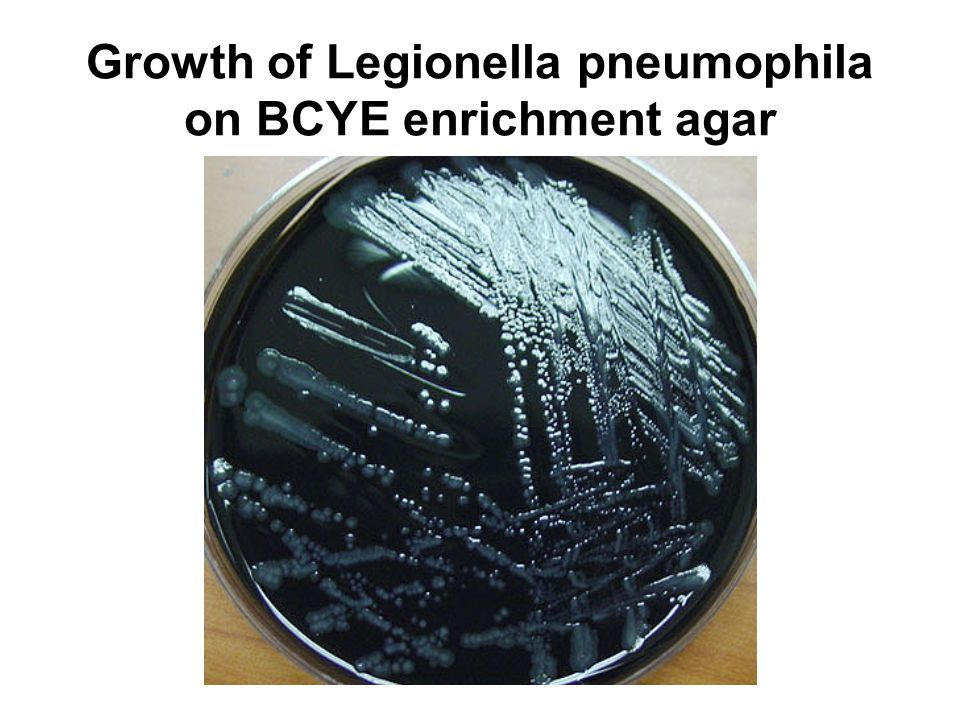 Growth of Legionella pneumophila
on BCYE enrichment agar